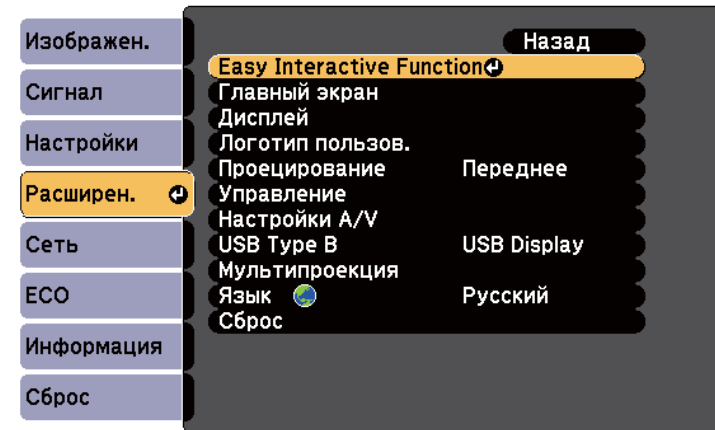 Изображен.
Сигнал
Настройки
Расширен.
Сеть
ECO
Информация
Сброс
Назад
Easy Interactive Function
Главный экран
Дисплей
Логотип пользов.
Проецирование Переднее
Управление
Настройки A/V
USB Type B USB Display
Мультипроекция
Язык Русский
Сброс